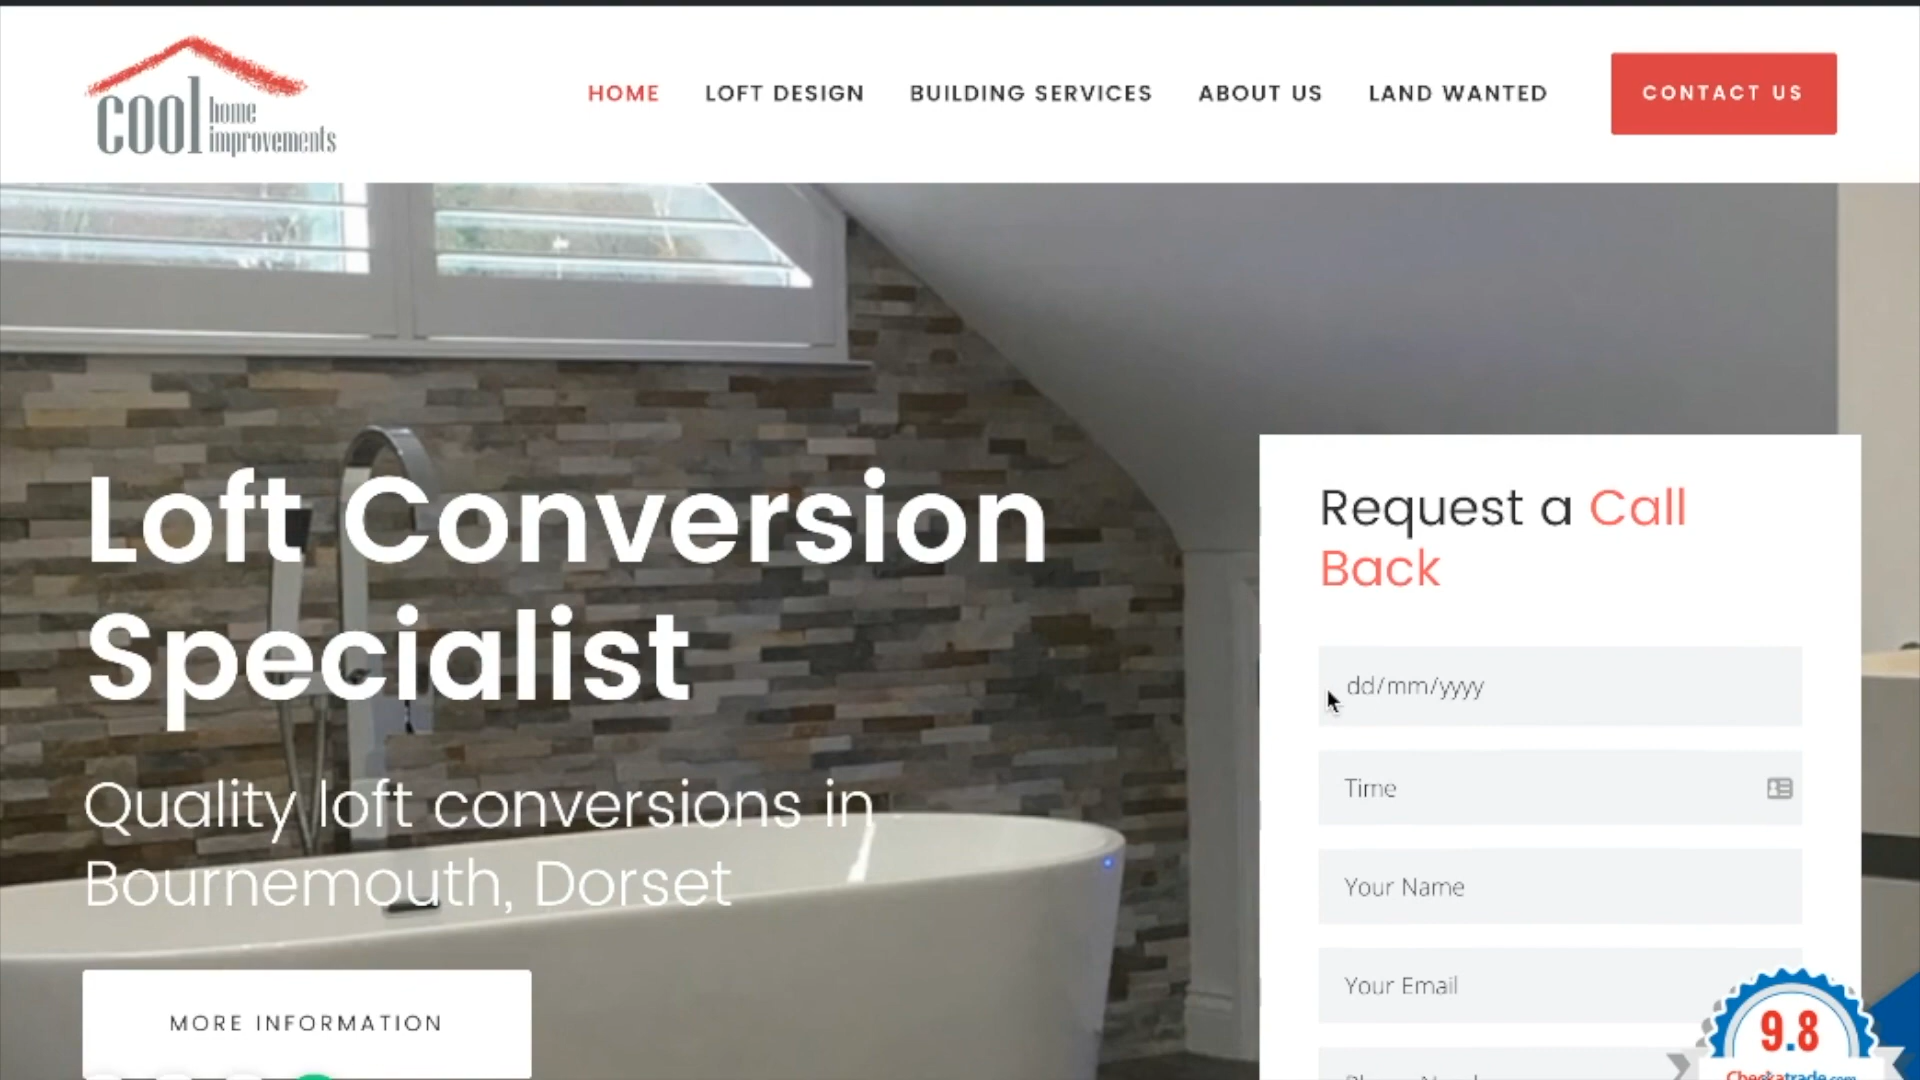 cool home improvements
HOME
LOFT DESIGN
BUILDING SERVICES
ABOUT US
LAND WANTED
CONTACT US
Loft Conversion
Specialist
Quality loft conversions in
Bournemouth, Dorset
MORE INFORMATION
Request a Call
Back
dd/mm/yyyy
Time
Your Name
Your Email
9.8
Checkatrade.com